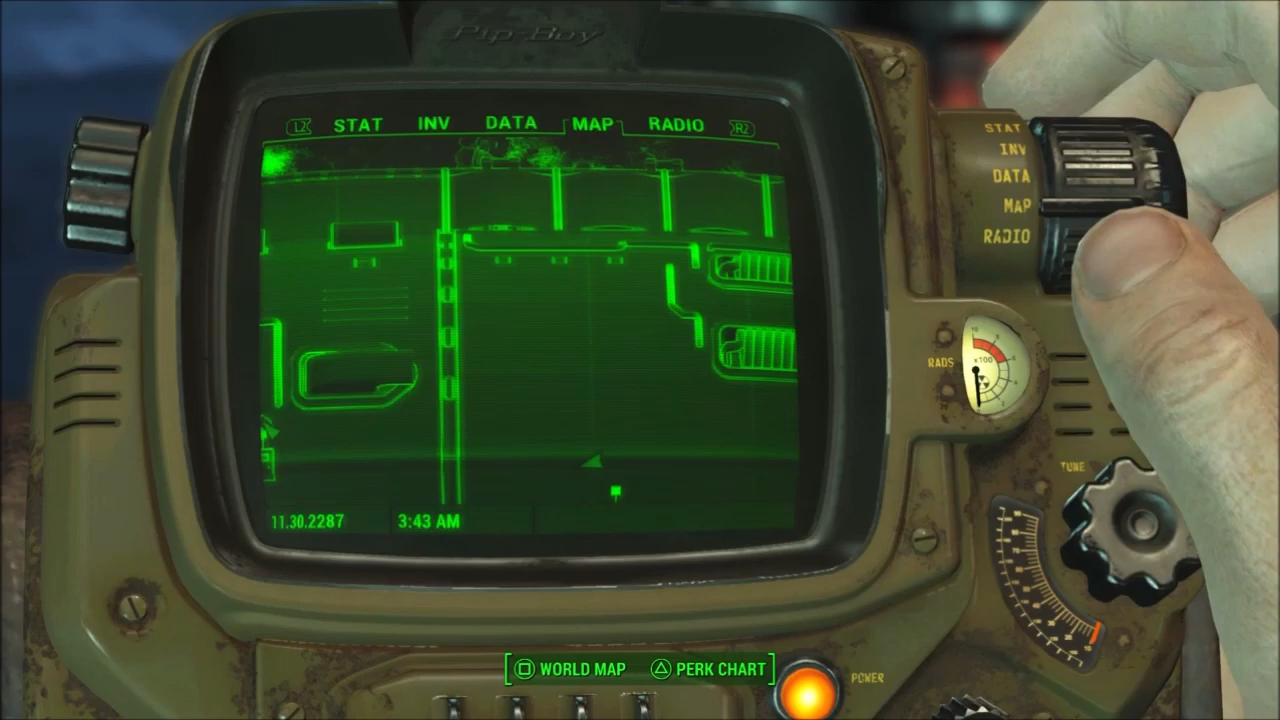 Pip-Boy
L2 STAT INV DATA MAP RADIO R2
STAT
INV
DATA
MAP
RADIO
RADS
x100
TUNE
11.30.2287 3:43 AM
WORLD MAP PERK CHART
POWER